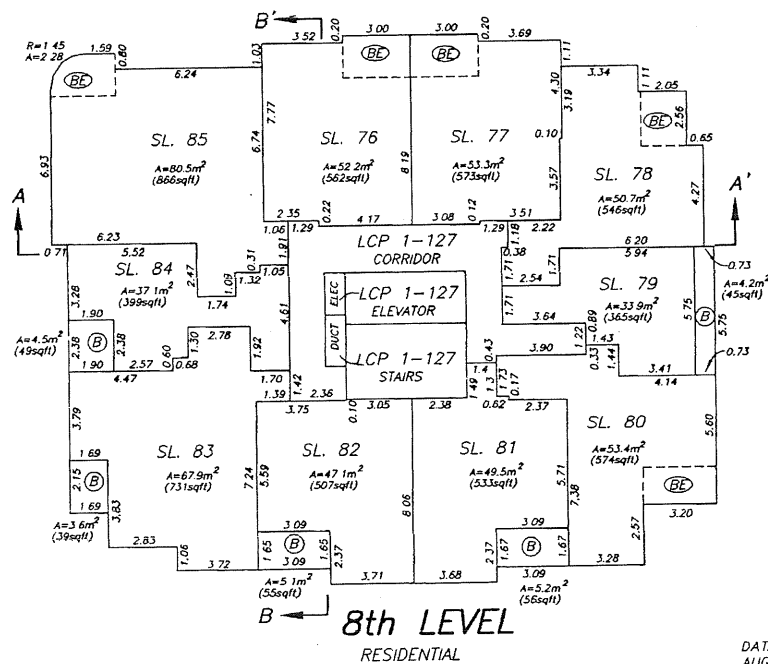 B'
3.52
0.20
3.00
3.00
0.20
3.69
R=1.45
A=2.28
1.59
0.80
6.24
1.03
BE
BE
BE
1.11
3.34
1.11
2.05
4.30
3.19
7.77
6.74
BE
2.56
0.65
SL. 85
A=80.5m²
(866sqft)
SL. 76
A=52.2m²
(562sqft)
8.19
SL. 77
A=53.3m²
(573sqft)
0.10
3.57
SL. 78
A=50.7m²
(546sqft)
4.27
6.93
A
A'
2.35
0.22
4.17
3.08
0.12
3.51
1.06
1.29
1.29
2.22
1.18
0.71
6.23
5.52
1.91
LCP 1-127
CORRIDOR
0.38
6.20
5.94
0.73
SL. 84
A=37.1m²
(399sqft)
2.47
0.31
1.09
1.32
1.05
1.74
1.71
2.54
1.71
SL. 79
A=33.9m²
(365sqft)
A=4.2m²
(45sqft)
3.28
1.90
4.61
ELEC
LCP 1-127
ELEVATOR
1.71
3.64
5.75
B
5.75
A=4.5m²
(49sqft)
2.38
B
2.38
2.78
1.30
0.60
0.68
1.92
DUCT
LCP 1-127
STAIRS
0.43
1.22
0.89
1.43
0.33
1.44
3.90
0.73
1.90
2.57
4.47
1.70
1.42
1.4
1.3
1.73
0.17
3.41
4.14
1.39
3.75
2.36
0.10
3.05
2.38
1.49
0.62
2.37
3.79
SL. 83
A=67.9m²
(731sqft)
SL. 82
A=47.1m²
(507sqft)
SL. 81
A=49.5m²
(533sqft)
SL. 80
A=53.4m²
(574sqft)
5.60
1.69
2.15
B
1.69
3.83
7.24
5.59
8.06
5.71
7.38
BE
A=3.6m²
(39sqft)
2.83
1.06
3.72
3.09
1.65
B
1.65
3.09
2.37
3.09
2.37
1.67
B
1.67
3.09
2.57
3.20
3.28
A=5.1m²
(55sqft)
3.71
3.68
A=5.2m²
(56sqft)
B
8th LEVEL
RESIDENTIAL